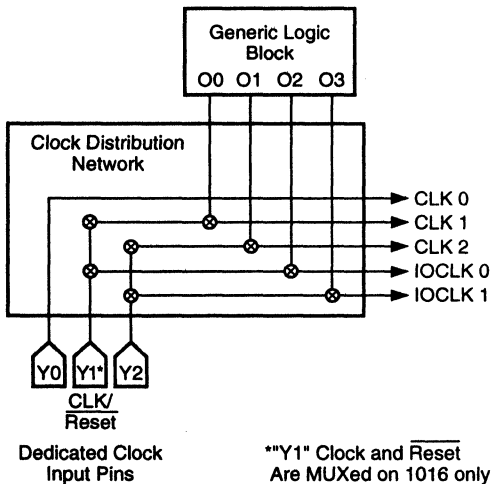 Generic Logic
Block
O0 O1 O2 O3
Clock Distribution
Network
CLK 0
CLK 1
CLK 2
IOCLK 0
IOCLK 1
Y0 Y1* Y2
CLK/
Reset
Dedicated Clock
Input Pins
*"Y1" Clock and Reset
Are MUXed on 1016 only